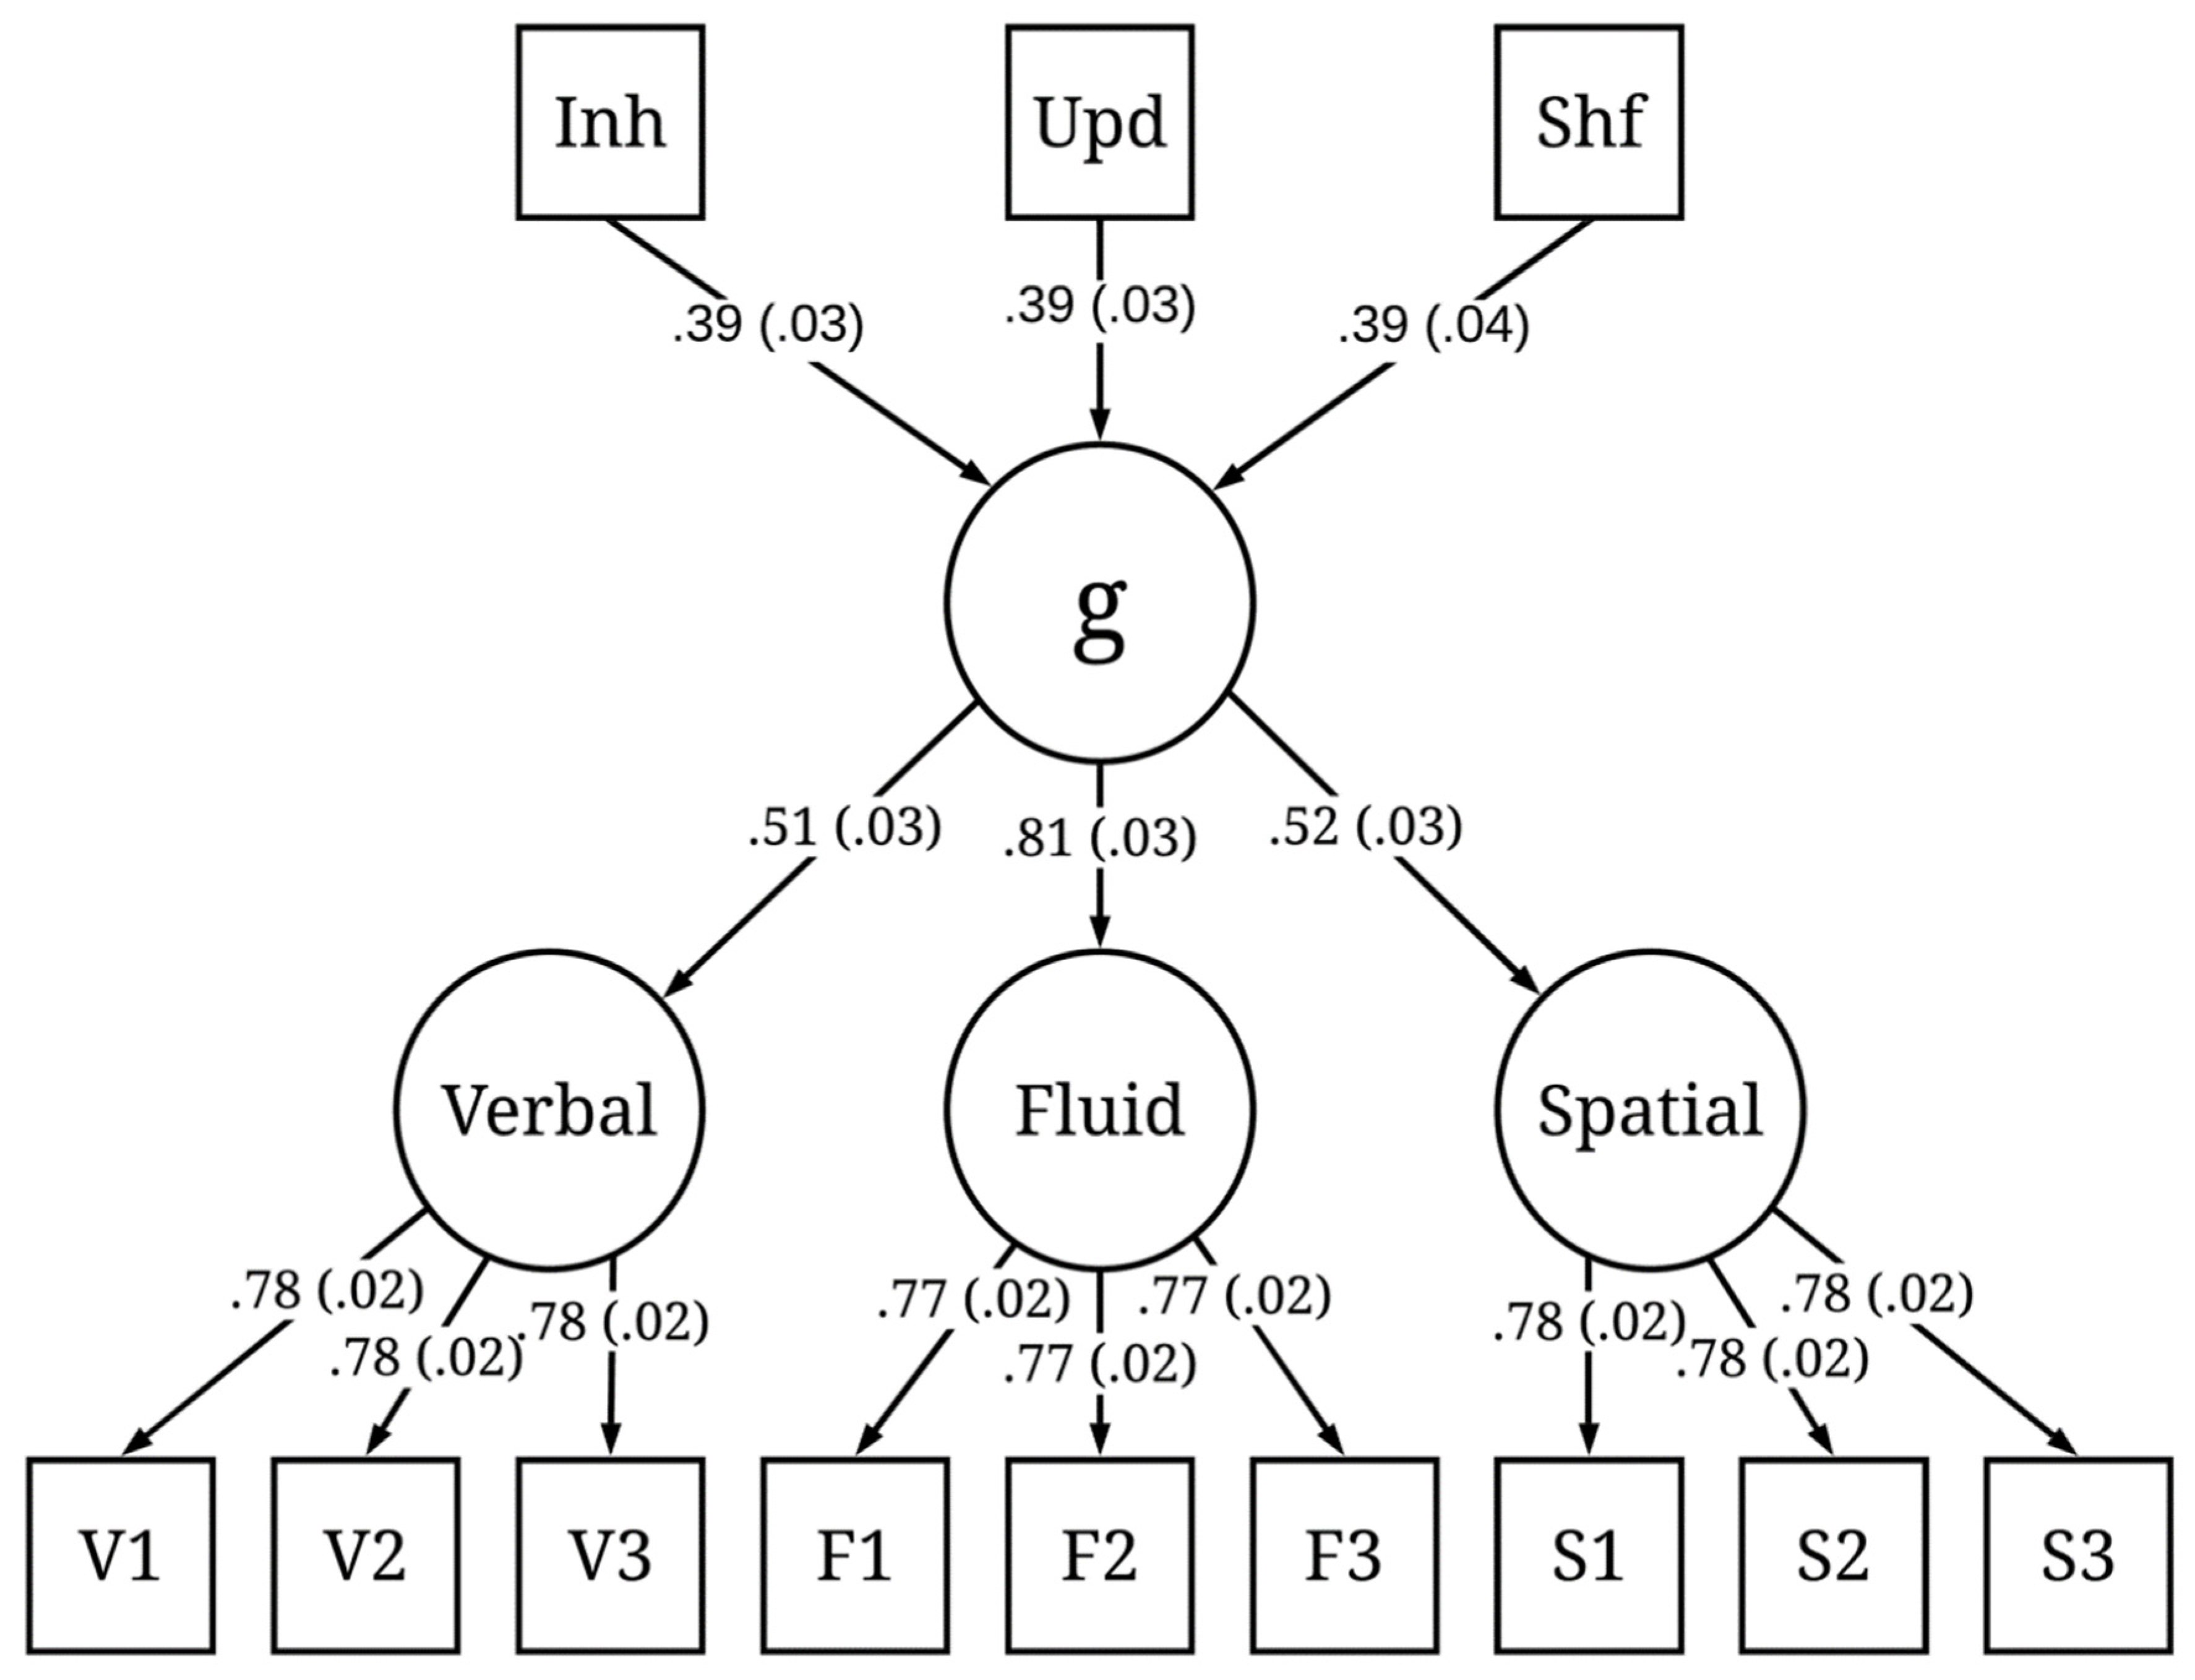 Inh
Upd
Shf
.39 (.03)
.39 (.03)
.39 (.04)
g
.51 (.03)
.81 (.03)
.52 (.03)
Verbal
Fluid
Spatial
.78 (.02)
.78 (.02)
.78 (.02)
.77 (.02)
.77 (.02)
.77 (.02)
.78 (.02)
.78 (.02)
.78 (.02)
V1
V2
V3
F1
F2
F3
S1
S2
S3